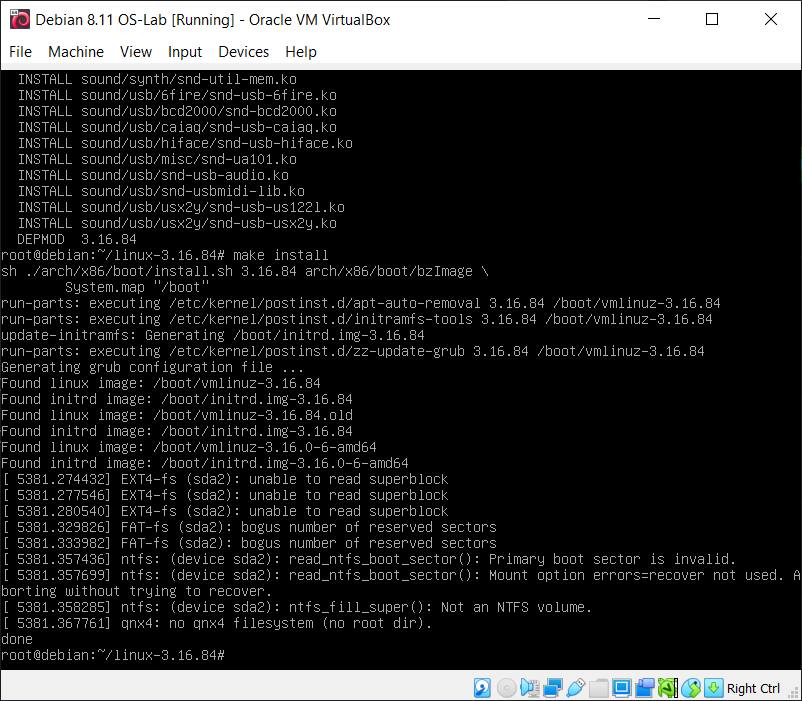 Debian 8.11 OS-Lab [Running] - Oracle VM VirtualBox
File Machine View Input Devices Help
INSTALL sound/synth/snd-util-mem.ko
INSTALL sound/usb/6fire/snd-usb-6fire.ko
INSTALL sound/usb/bcd2000/snd-bcd2000.ko
INSTALL sound/usb/caiaq/snd-usb-caiaq.ko
INSTALL sound/usb/hiface/snd-usb-hiface.ko
INSTALL sound/usb/misc/snd-ua101.ko
INSTALL sound/usb/snd-usb-audio.ko
INSTALL sound/usb/snd-usbmidi-lib.ko
INSTALL sound/usb/usx2y/snd-usb-us122l.ko
INSTALL sound/usb/usx2y/snd-usb-usx2y.ko
DEPMOD  3.16.84
root@debian:~/linux-3.16.84# make install
sh ./arch/x86/boot/install.sh 3.16.84 arch/x86/boot/bzImage \
System.map "/boot"
run-parts: executing /etc/kernel/postinst.d/apt-auto-removal 3.16.84 /boot/vmlinuz-3.16.84
run-parts: executing /etc/kernel/postinst.d/initramfs-tools 3.16.84 /boot/vmlinuz-3.16.84
update-initramfs: Generating /boot/initrd.img-3.16.84
run-parts: executing /etc/kernel/postinst.d/zz-update-grub 3.16.84 /boot/vmlinuz-3.16.84
Generating grub configuration file ...
Found linux image: /boot/vmlinuz-3.16.84
Found initrd image: /boot/initrd.img-3.16.84
Found linux image: /boot/vmlinuz-3.16.84.old
Found initrd image: /boot/initrd.img-3.16.84
Found linux image: /boot/vmlinuz-3.16.0-6-amd64
Found initrd image: /boot/initrd.img-3.16.0-6-amd64
[ 5381.274432] EXT4-fs (sda2): unable to read superblock
[ 5381.277546] EXT4-fs (sda2): unable to read superblock
[ 5381.280540] EXT4-fs (sda2): unable to read superblock
[ 5381.329826] FAT-fs (sda2): bogus number of reserved sectors
[ 5381.333982] FAT-fs (sda2): bogus number of reserved sectors
[ 5381.357436] ntfs: (device sda2): read_ntfs_boot_sector(): Primary boot sector is invalid.
[ 5381.357699] ntfs: (device sda2): read_ntfs_boot_sector(): Mount option errors=recover not used. A
borting without trying to recover.
[ 5381.358285] ntfs: (device sda2): ntfs_fill_super(): Not an NTFS volume.
[ 5381.367761] qnx4: no qnx4 filesystem (no root dir).
done
root@debian:~/linux-3.16.84#
Right Ctrl